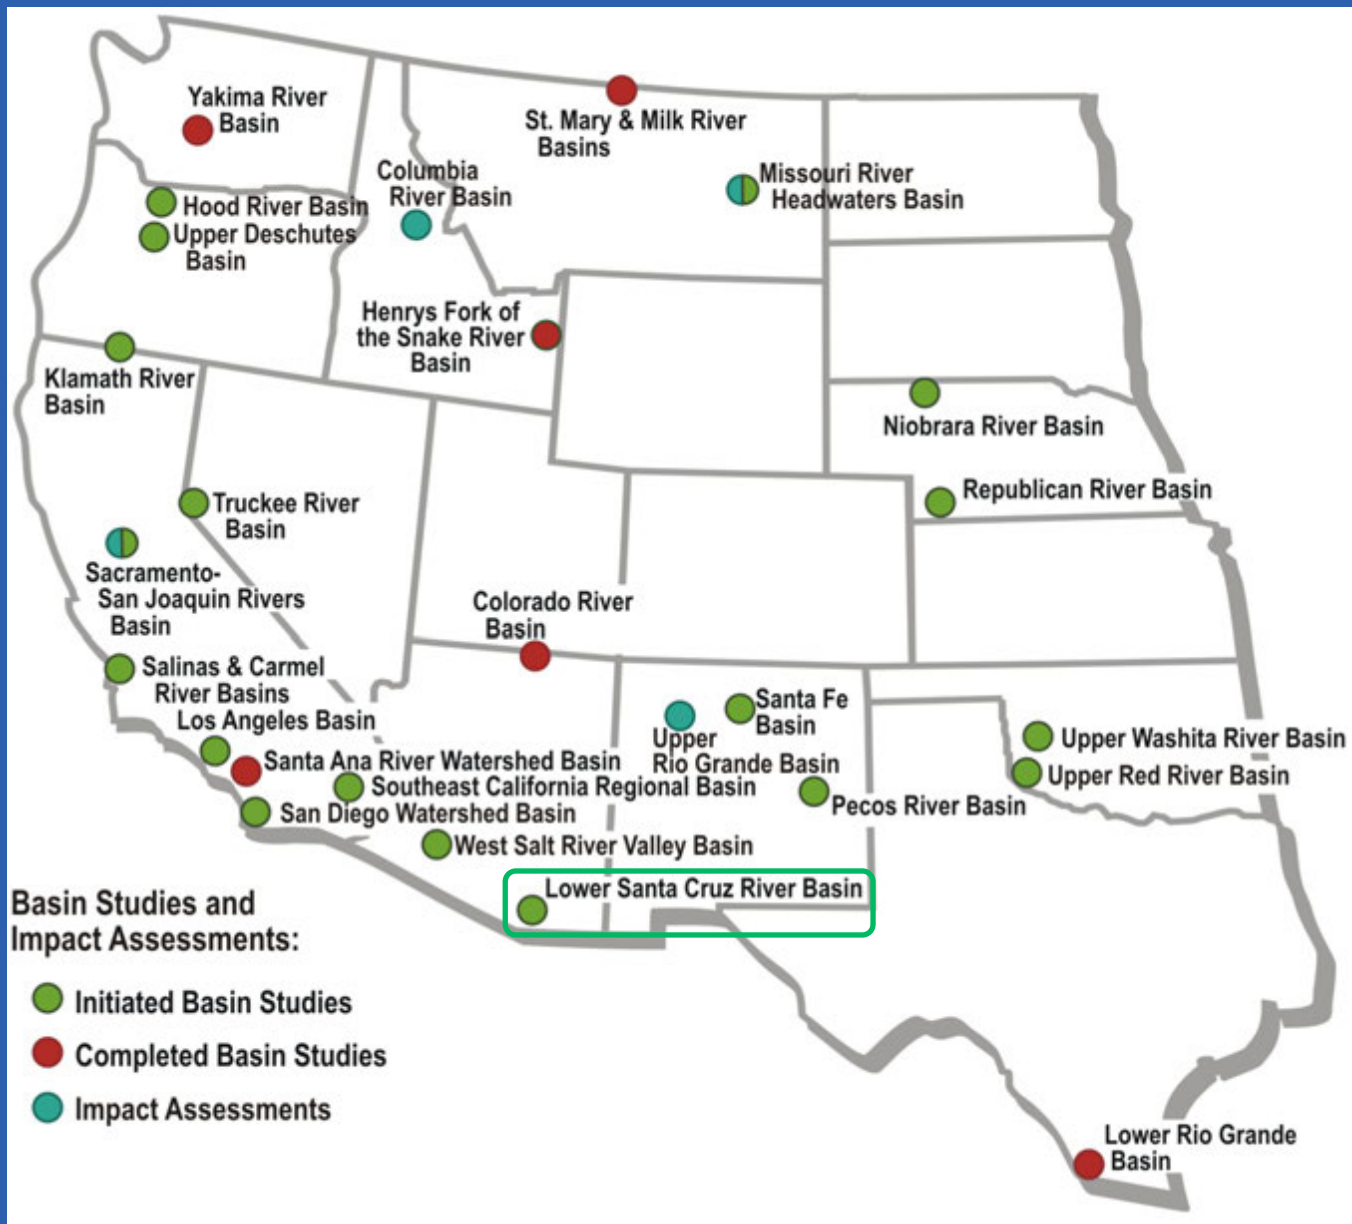 Yakima River
Basin
St. Mary & Milk River
Basins
Columbia
River Basin
Missouri River
Headwaters Basin
Hood River Basin
Upper Deschutes
Basin
Henrys Fork of
the Snake River
Basin
Klamath River
Basin
Niobrara River Basin
Truckee River
Basin
Republican River Basin
Sacramento-
San Joaquin Rivers
Basin
Colorado River
Basin
Salinas & Carmel
River Basins
Los Angeles Basin
Santa Fe
Basin
Upper
Rio Grande Basin
Upper Washita River Basin
Santa Ana River Watershed Basin
Upper Red River Basin
Southeast California Regional Basin
Pecos River Basin
San Diego Watershed Basin
West Salt River Valley Basin
Lower Santa Cruz River Basin
Basin Studies and
Impact Assessments:
Initiated Basin Studies
Completed Basin Studies
Impact Assessments
Lower Rio Grande
Basin